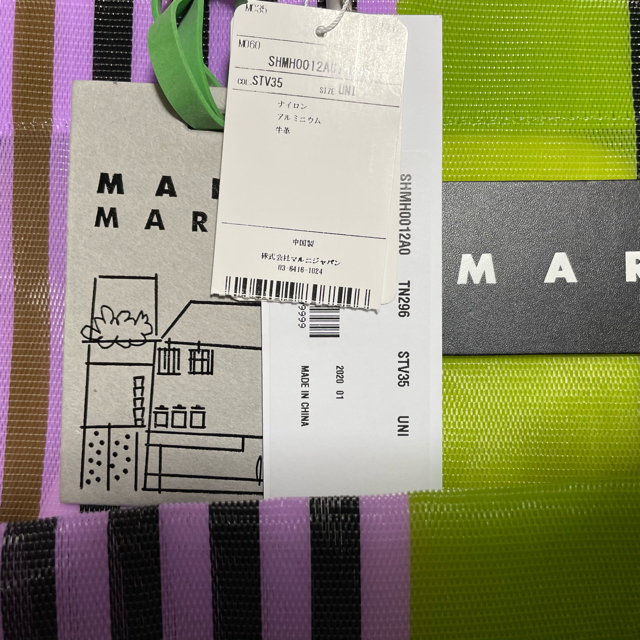 MC35
MD60
SHMH0012A
COL. STV35 SIZE UNI
ナイロン
アルミニウム
牛革
中国製
株式会社マルニジャパン
03-6416-1024
MA
MAR
SHMH0012A0 TN296 STV35 UNI
9999
2020 01
MADE IN CHINA
M A R